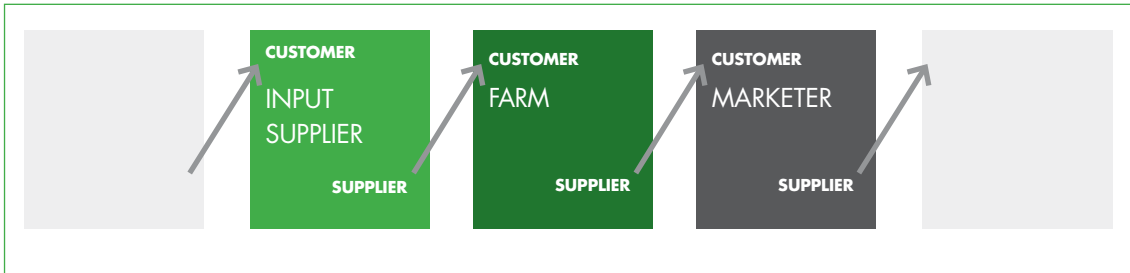 CUSTOMER
INPUT
SUPPLIER
SUPPLIER
CUSTOMER
FARM
SUPPLIER
CUSTOMER
MARKETER
SUPPLIER